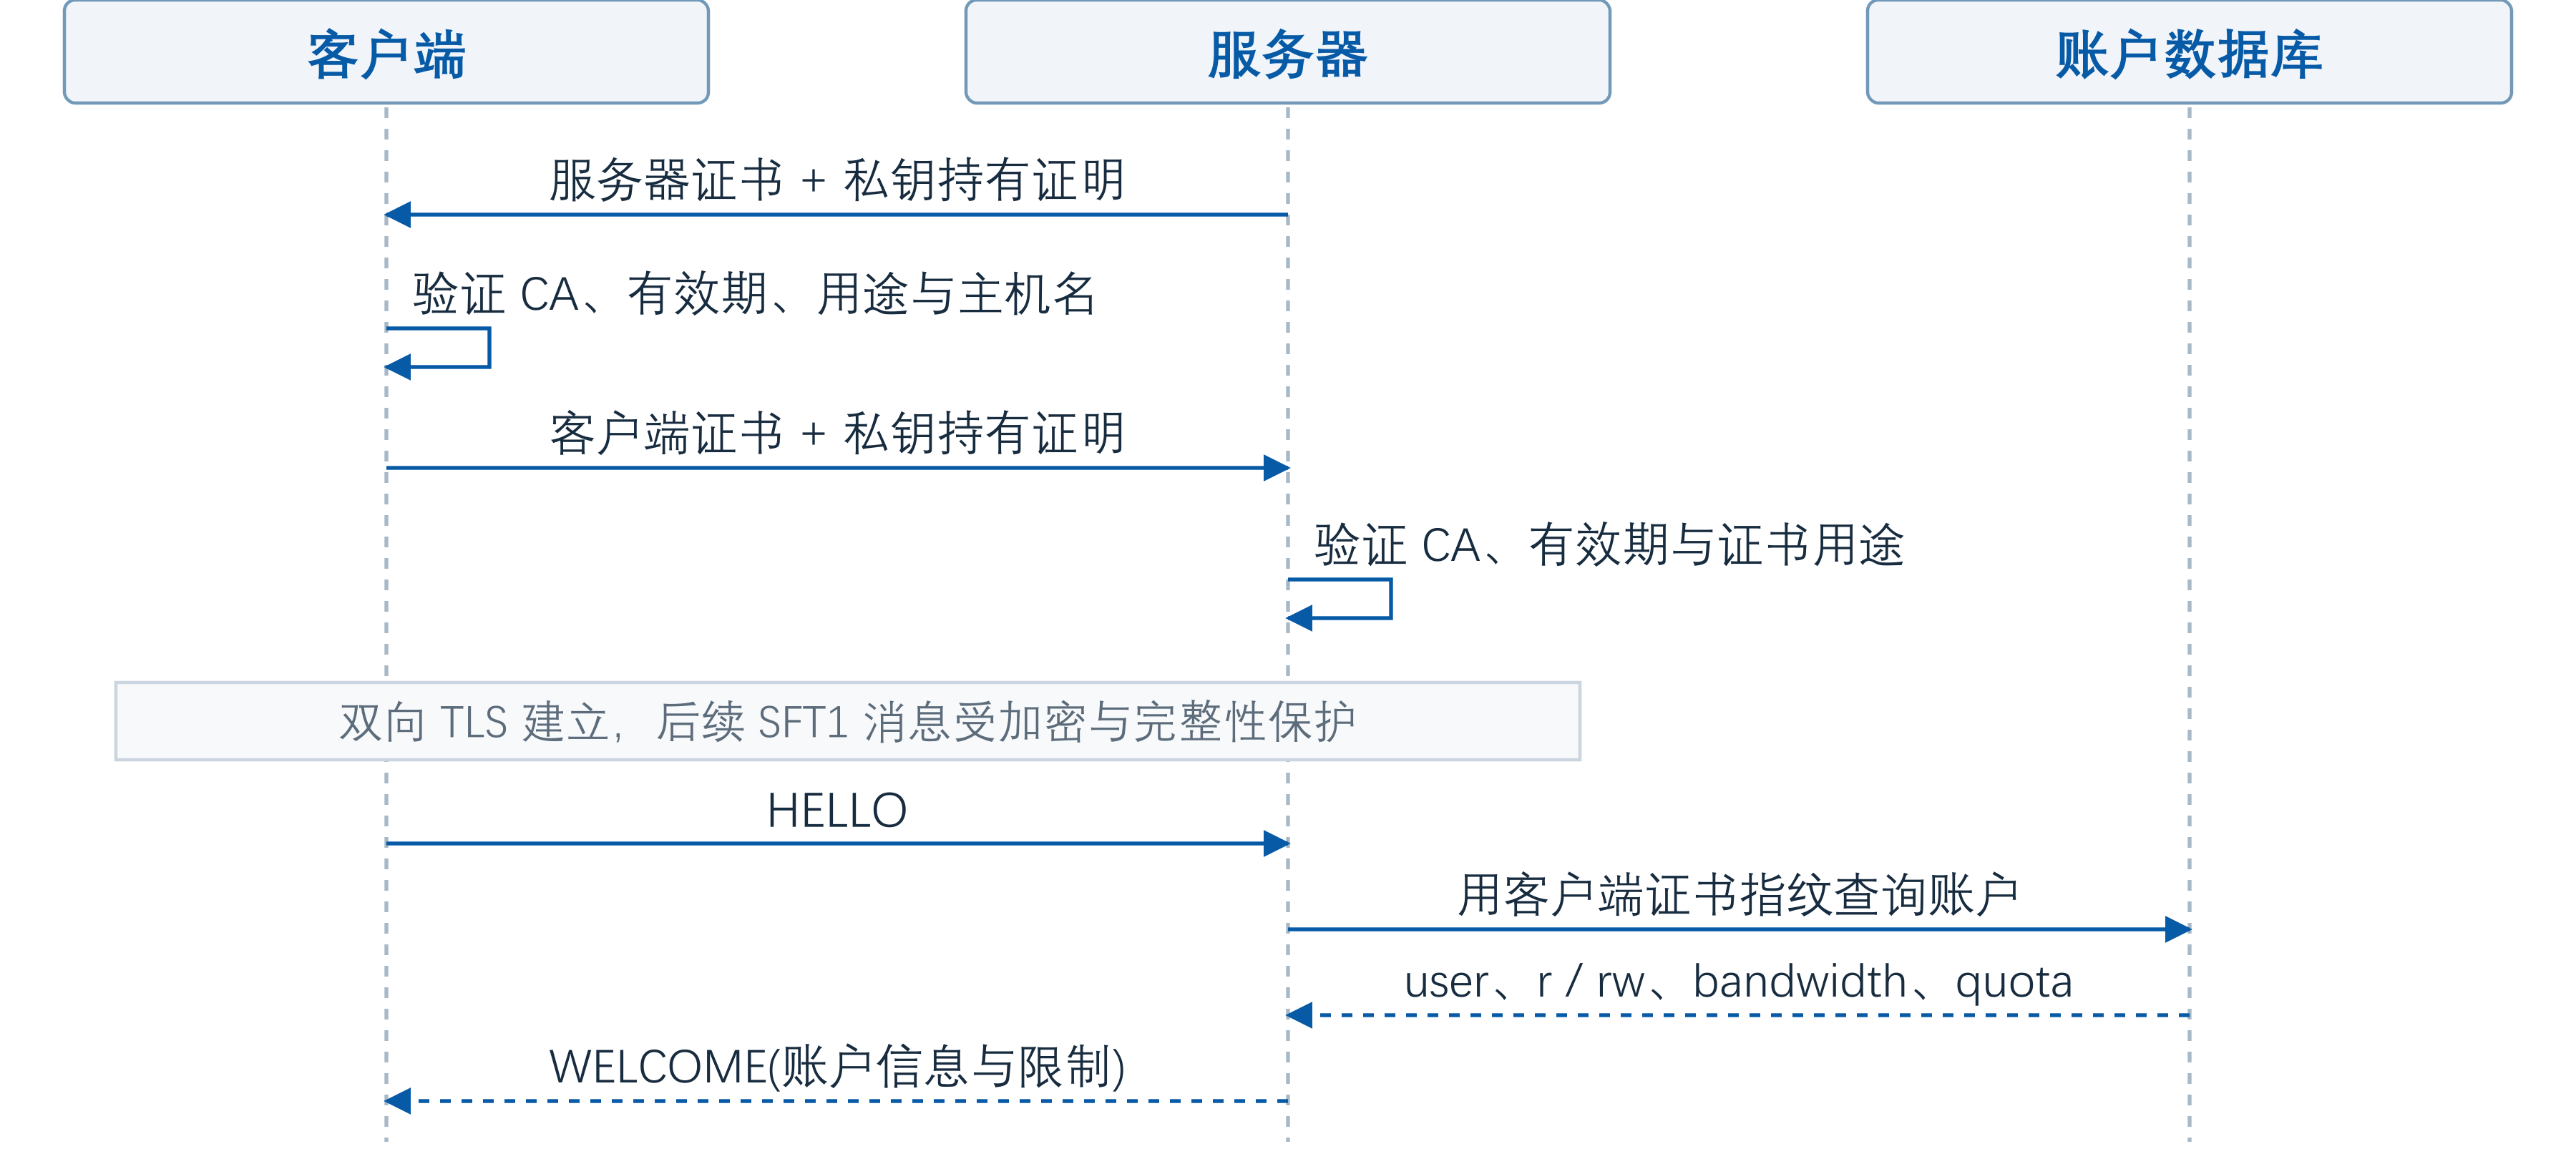 客户端
服务器
账户数据库
服务器证书 + 私钥持有证明
验证 CA、有效期、用途与主机名
客户端证书 + 私钥持有证明
验证 CA、有效期与证书用途
双向 TLS 建立，后续 SFT1 消息受加密与完整性保护
HELLO
用客户端证书指纹查询账户
user、r / rw、bandwidth、quota
WELCOME(账户信息与限制)